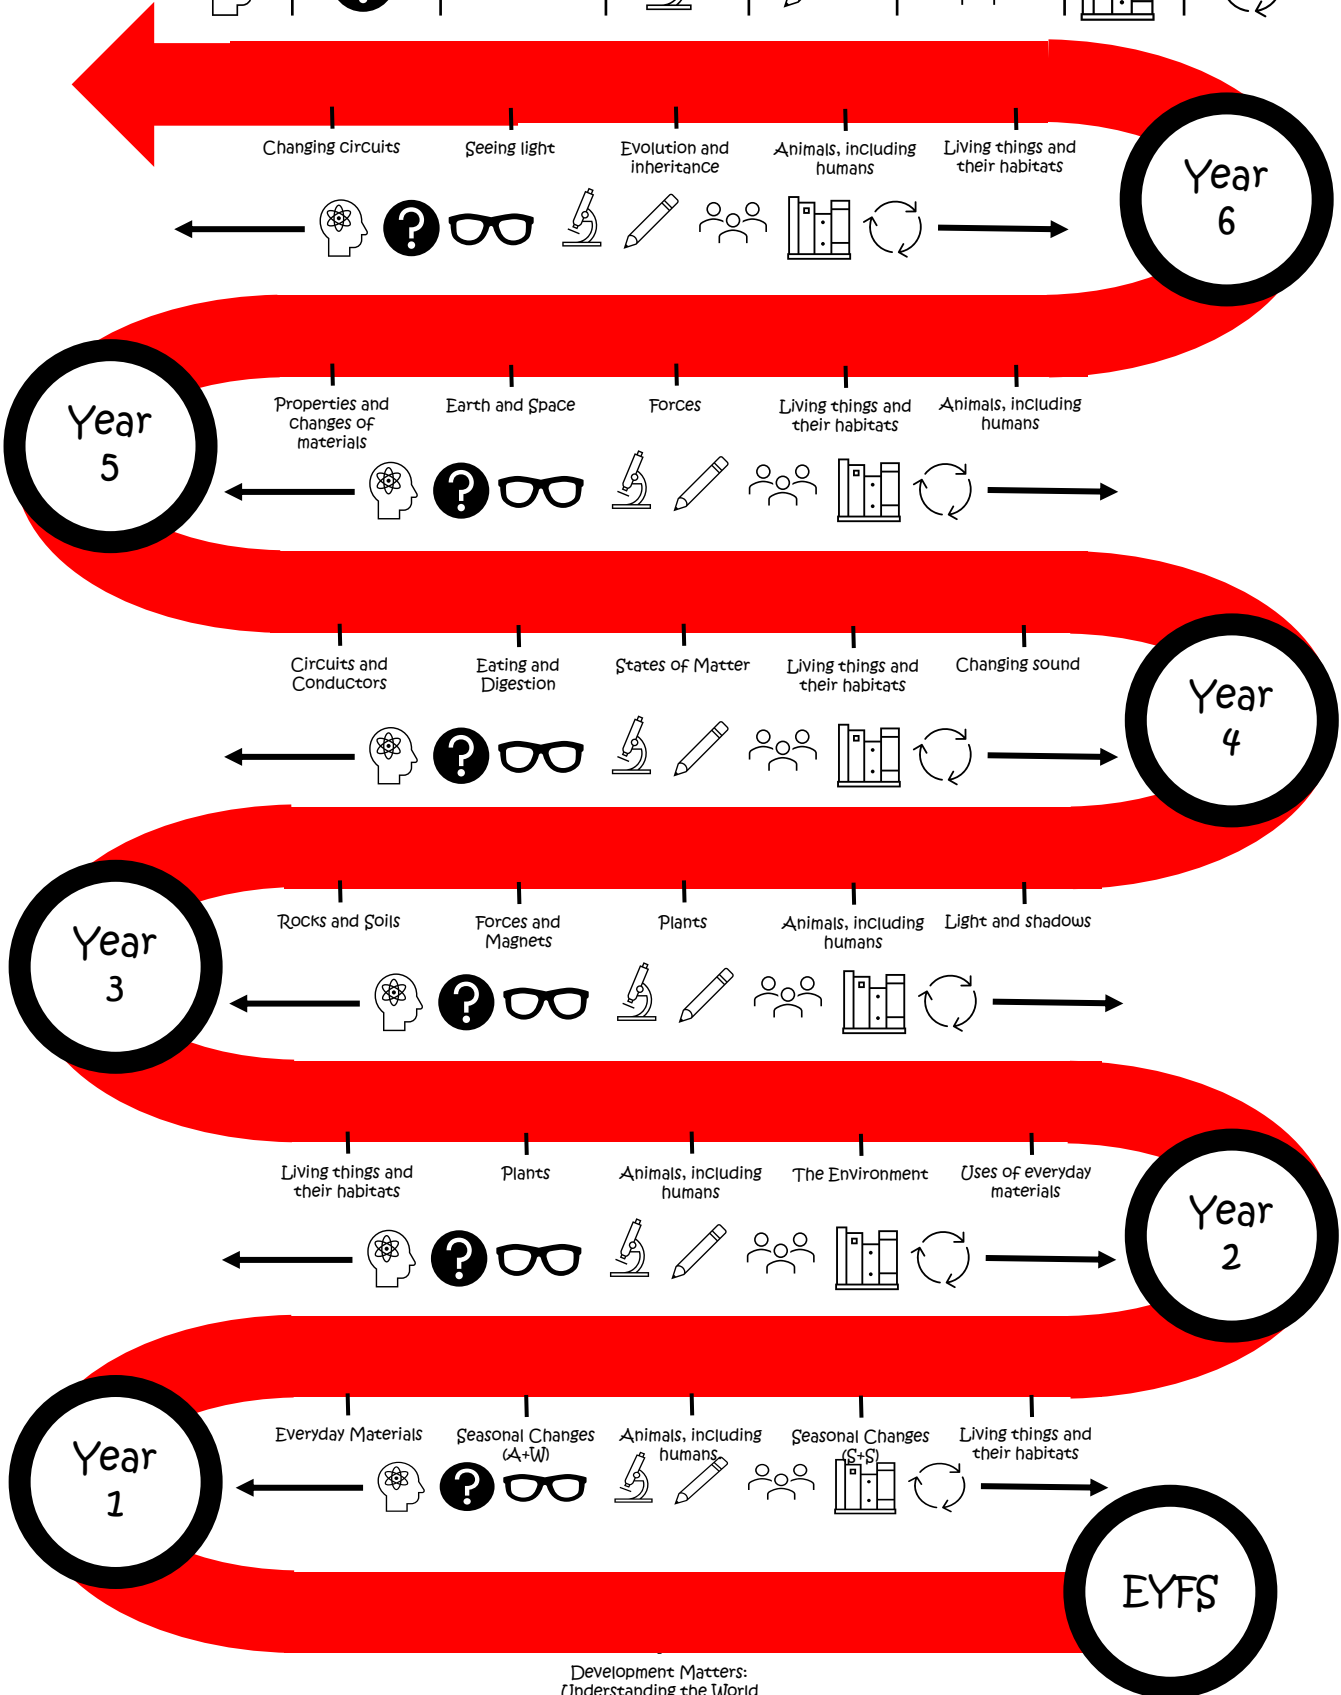 Changing circuits
Seeing light
Evolution and
inheritance
Animals, including
humans
Living things and
their habitats
Year
6
?
Year
5
Properties and
changes of
materials
Earth and Space
Forces
Living things and
their habitats
Animals, including
humans
?
Circuits and
Conductors
Eating and
Digestion
States of Matter
Living things and
their habitats
Changing sound
Year
4
?
Year
3
Rocks and Soils
Forces and
Magnets
Plants
Animals, including
humans
Light and shadows
?
Living things and
their habitats
Plants
Animals, including
humans
The Environment
Uses of everyday
materials
Year
2
?
Year
1
Everyday Materials
Seasonal Changes
(A+W)
Animals, including
humans
Seasonal Changes
(S+S)
Living things and
their habitats
?
EYFS
Development Matters:
Understanding the World